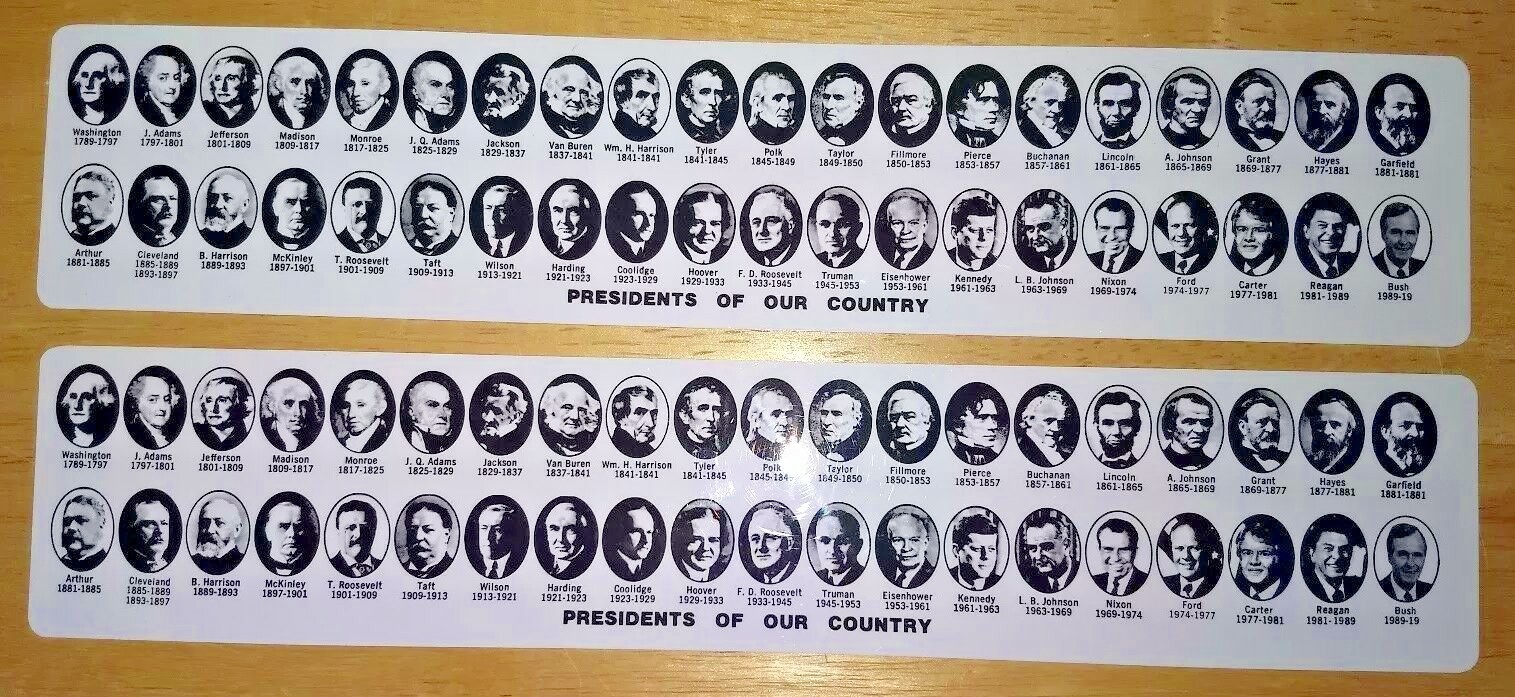 Washington J. Adams Jefferson Madison Monroe J. Q. Adams Jackson Van Buren Wm. H. Harrison Tyler Polk Taylor Fillmore Pierce Buchanan Lincoln A. Johnson Grant Hayes Garfield
1789-1797 1797-1801 1801-1809 1809-1817 1817-1825 1825-1829 1829-1837 1837-1841 1841-1841 1841-1845 1845-1849 1849-1850 1850-1853 1853-1857 1857-1861 1861-1865 1865-1869 1869-1877 1877-1881 1881-1881
Arthur Cleveland B. Harrison McKinley T. Roosevelt Taft Wilson Harding Coolidge Hoover F. D. Roosevelt Truman Eisenhower Kennedy L. B. Johnson Nixon Ford Carter Reagan Bush
1881-1885 1885-1889 1889-1893 1897-1901 1901-1909 1909-1913 1913-1921 1921-1923 1923-1929 1929-1933 1933-1945 1945-1953 1953-1961 1961-1963 1963-1969 1969-1974 1974-1977 1977-1981 1981-1989 1989-19
1893-1897
PRESIDENTS OF OUR COUNTRY
Washington J. Adams Jefferson Madison Monroe J. Q. Adams Jackson Van Buren Wm. H. Harrison Tyler Polk Taylor Fillmore Pierce Buchanan Lincoln A. Johnson Grant Hayes Garfield
1789-1797 1797-1801 1801-1809 1809-1817 1817-1825 1825-1829 1829-1837 1837-1841 1841-1841 1841-1845 1845-1849 1849-1850 1850-1853 1853-1857 1857-1861 1861-1865 1865-1869 1869-1877 1877-1881 1881-1881
Arthur Cleveland B. Harrison McKinley T. Roosevelt Taft Wilson Harding Coolidge Hoover F. D. Roosevelt Truman Eisenhower Kennedy L. B. Johnson Nixon Ford Carter Reagan Bush
1881-1885 1885-1889 1889-1893 1897-1901 1901-1909 1909-1913 1913-1921 1921-1923 1923-1929 1929-1933 1933-1945 1945-1953 1953-1961 1961-1963 1963-1969 1969-1974 1974-1977 1977-1981 1981-1989 1989-19
1893-1897
PRESIDENTS OF OUR COUNTRY